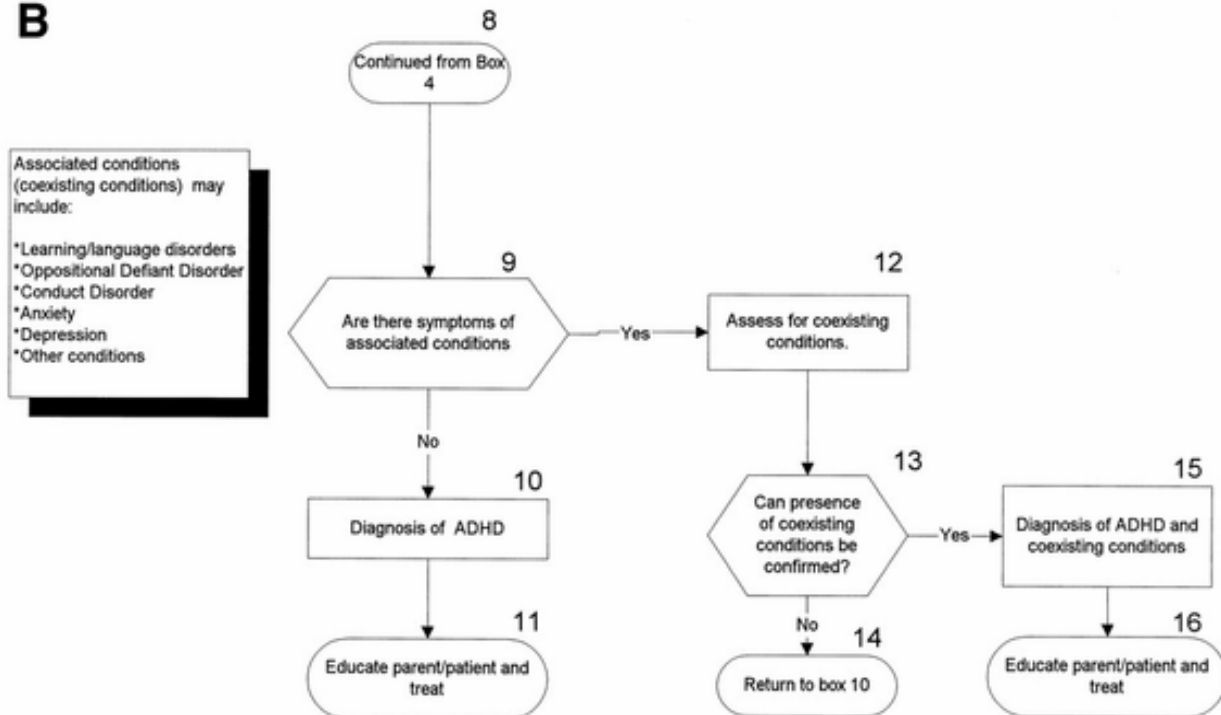 B
8
Continued from Box
4
Associated conditions
(coexisting conditions) may
include:
*Learning/language disorders
*Oppositional Defiant Disorder
*Conduct Disorder
*Anxiety
*Depression
*Other conditions
9
Are there symptoms of
associated conditions
Yes
12
Assess for coexisting
conditions.
No
10
Diagnosis of ADHD
11
Educate parent/patient and
treat
13
Can presence
of coexisting
conditions be
confirmed?
Yes
15
Diagnosis of ADHD and
coexisting conditions
No
14
Return to box 10
16
Educate parent/patient and
treat